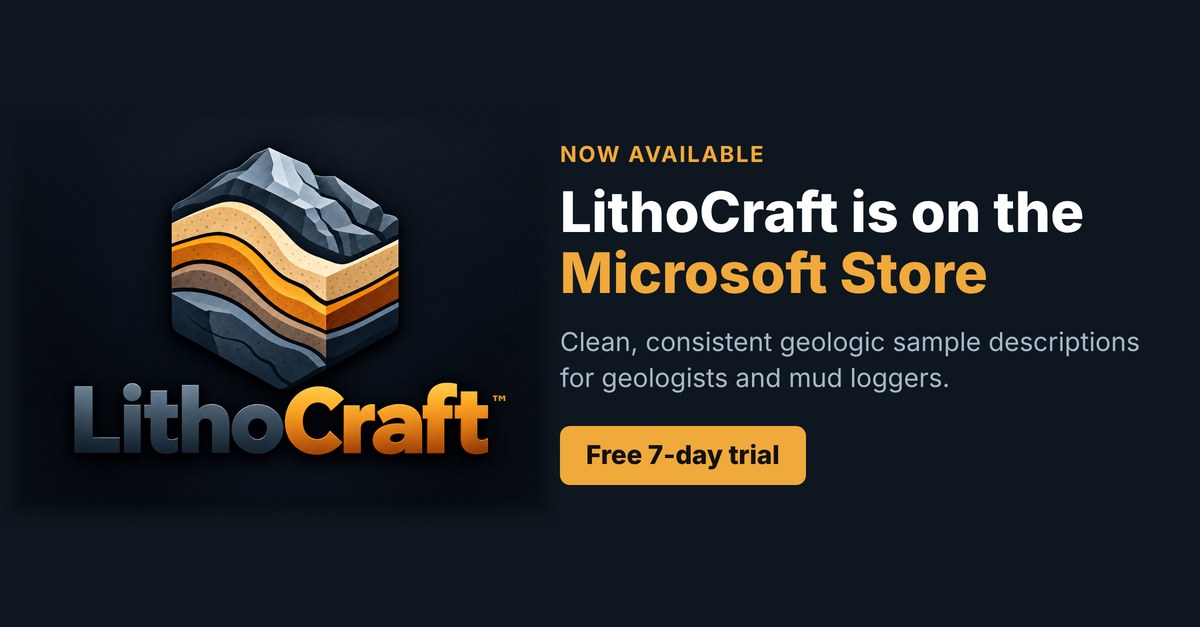 LithoCraft™
NOW AVAILABLE
LithoCraft is on the
Microsoft Store
Clean, consistent geologic sample descriptions
for geologists and mud loggers.
Free 7-day trial